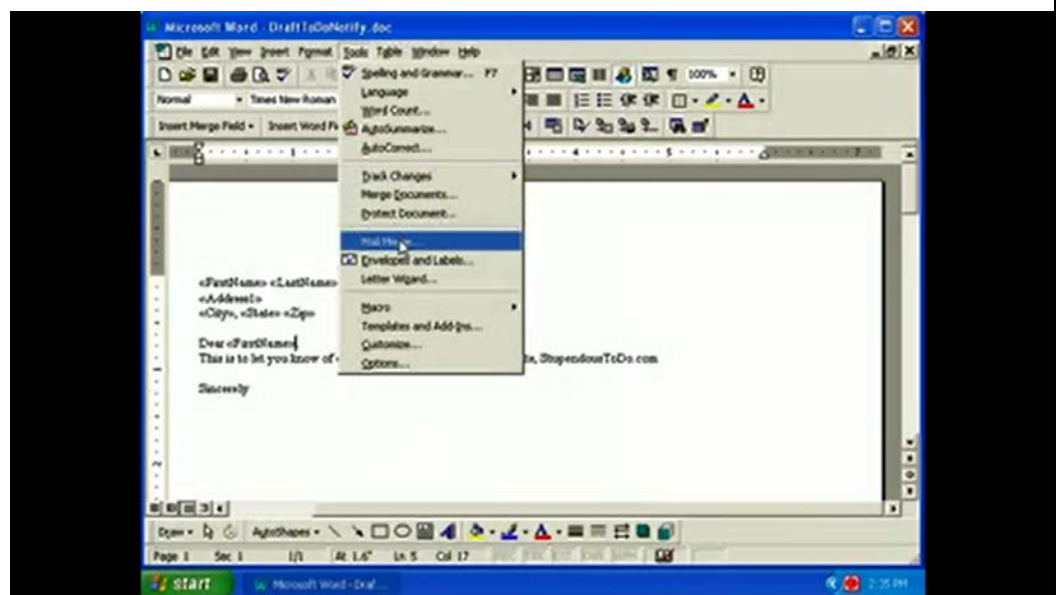 Microsoft Word - DraftToDoNotify.doc
File Edit View Insert Format Tools Table Window Help
100%
Normal Times New Roman
Insert Merge Field Insert Word
Spelling and Grammar... F7
Language
Word Count...
AutoSummarize...
AutoCorrect...
Track Changes
Merge Documents...
Protect Document...
Mail Merge...
Envelopes and Labels...
Letter Wizard...
Macro
Templates and Add-Ins...
Customize...
Options...
«FirstName» «LastName»
«Address1»
«City», «State» «Zip»
Dear «FirstName»,
This is to let you know of StupendousToDo.com
Sincerely
Draw AutoShapes
Page 1 Sec 1 1/1 At 1.6" Ln 5 Col 17
start Microsoft Word - Draf... 2:35 PM